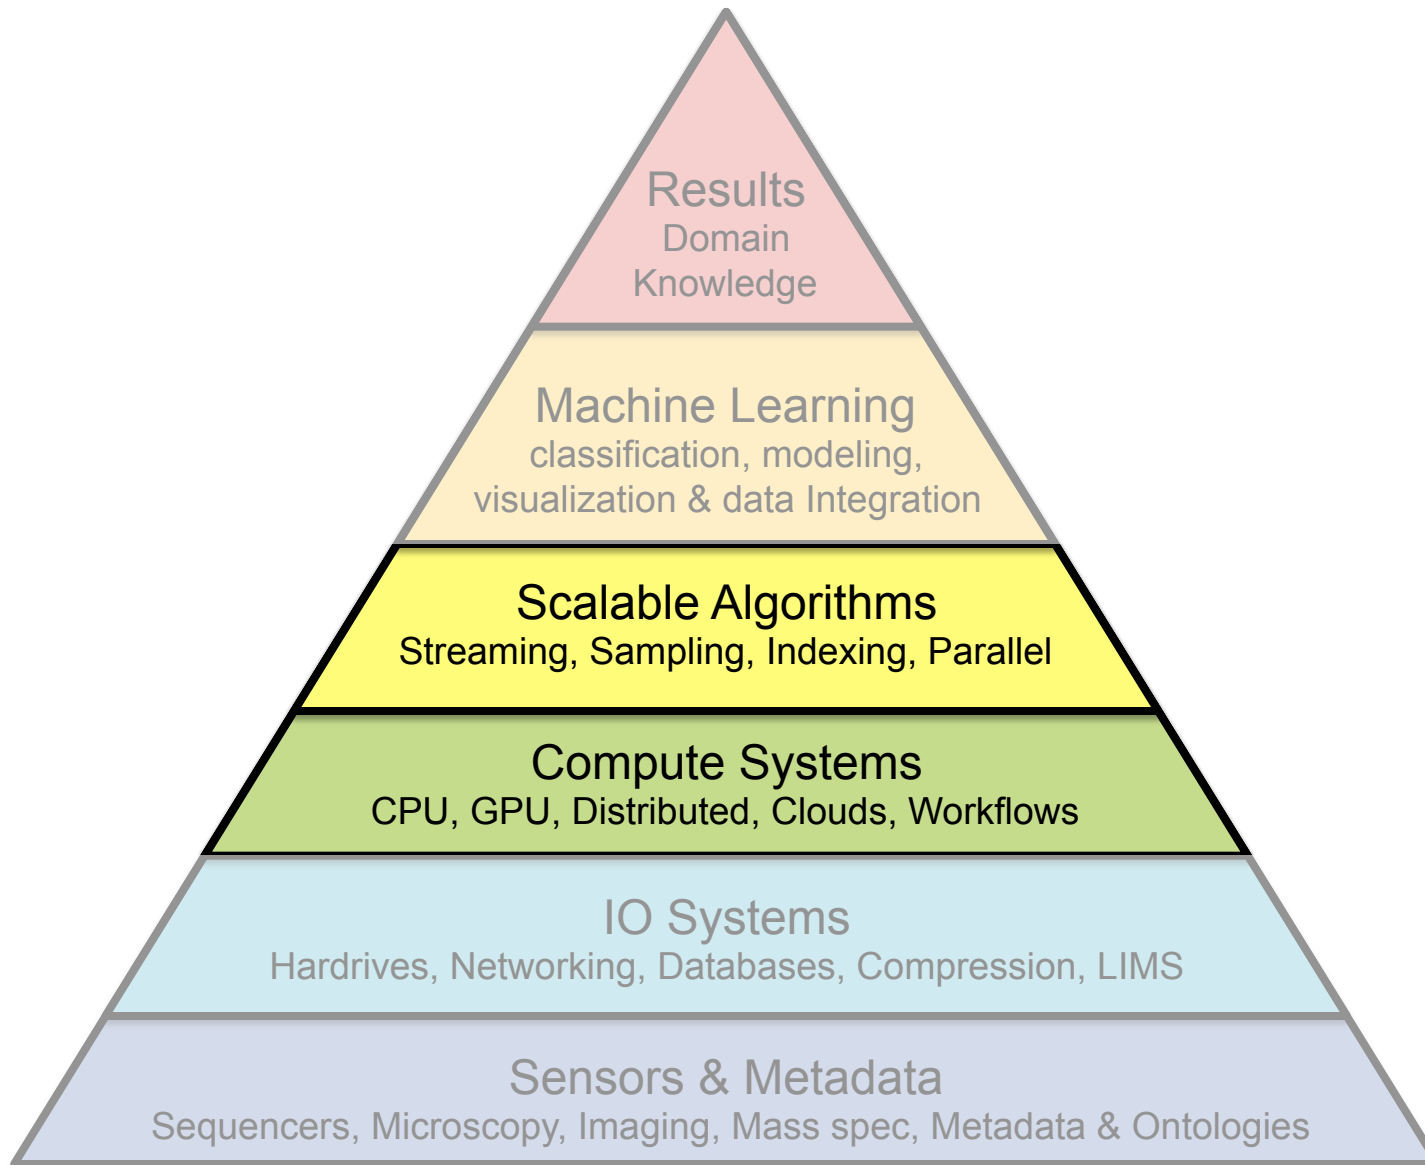 Results
Domain
Knowledge
Machine Learning
classification, modeling,
visualization & data Integration
Scalable Algorithms
Streaming, Sampling, Indexing, Parallel
Compute Systems
CPU, GPU, Distributed, Clouds, Workflows
IO Systems
Hardrives, Networking, Databases, Compression, LIMS
Sensors & Metadata
Sequencers, Microscopy, Imaging, Mass spec, Metadata & Ontologies